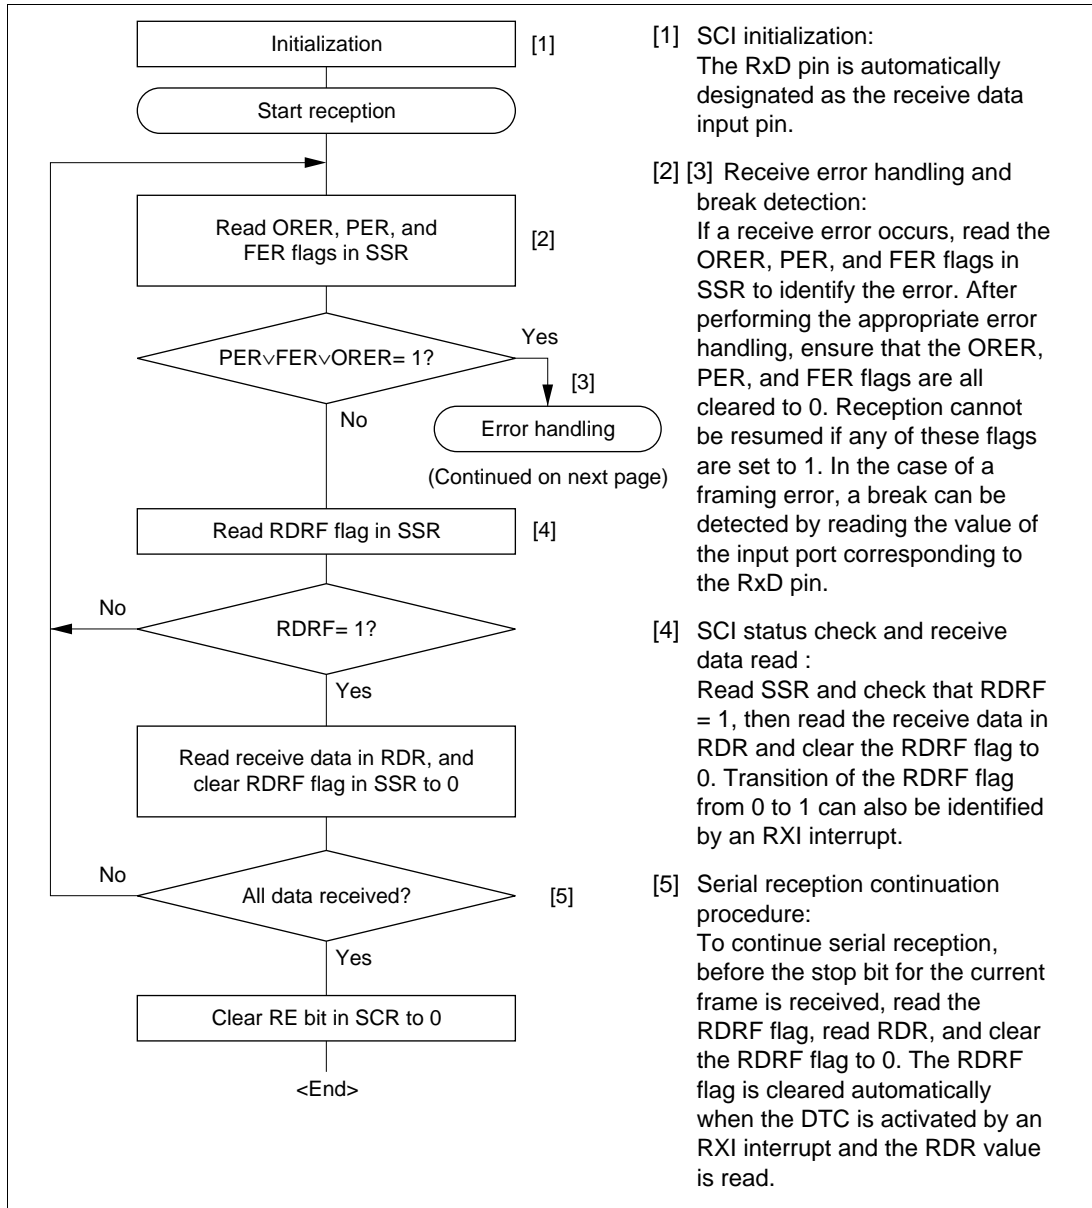 Initialization [1]
Start reception
Read ORER, PER, and
FER flags in SSR
[2]
PER∨FER∨ORER= 1?
Yes
[3]
No
Error handling
(Continued on next page)
Read RDRF flag in SSR [4]
No
RDRF= 1?
Yes
Read receive data in RDR, and
clear RDRF flag in SSR to 0
No
All data received?
[5]
Yes
Clear RE bit in SCR to 0
<End>
[1] SCI initialization:
The RxD pin is automatically
designated as the receive data
input pin.
[2] [3] Receive error handling and
break detection:
If a receive error occurs, read the
ORER, PER, and FER flags in
SSR to identify the error. After
performing the appropriate error
handling, ensure that the ORER,
PER, and FER flags are all
cleared to 0. Reception cannot
be resumed if any of these flags
are set to 1. In the case of a
framing error, a break can be
detected by reading the value of
the input port corresponding to
the RxD pin.
[4] SCI status check and receive
data read :
Read SSR and check that RDRF
= 1, then read the receive data in
RDR and clear the RDRF flag to
0. Transition of the RDRF flag
from 0 to 1 can also be identified
by an RXI interrupt.
[5] Serial reception continuation
procedure:
To continue serial reception,
before the stop bit for the current
frame is received, read the
RDRF flag, read RDR, and clear
the RDRF flag to 0. The RDRF
flag is cleared automatically
when the DTC is activated by an
RXI interrupt and the RDR value
is read.